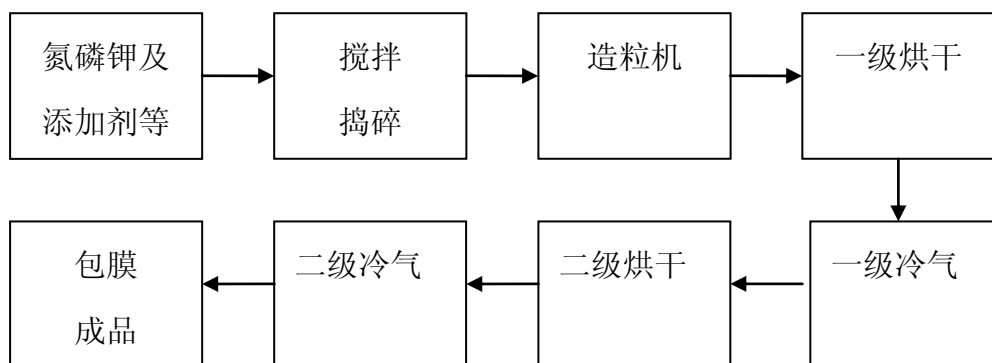 氮磷钾及
添加剂等
搅拌
捣碎
造粒机
一级烘干
一级冷气
二级烘干
二级冷气
包膜
成品